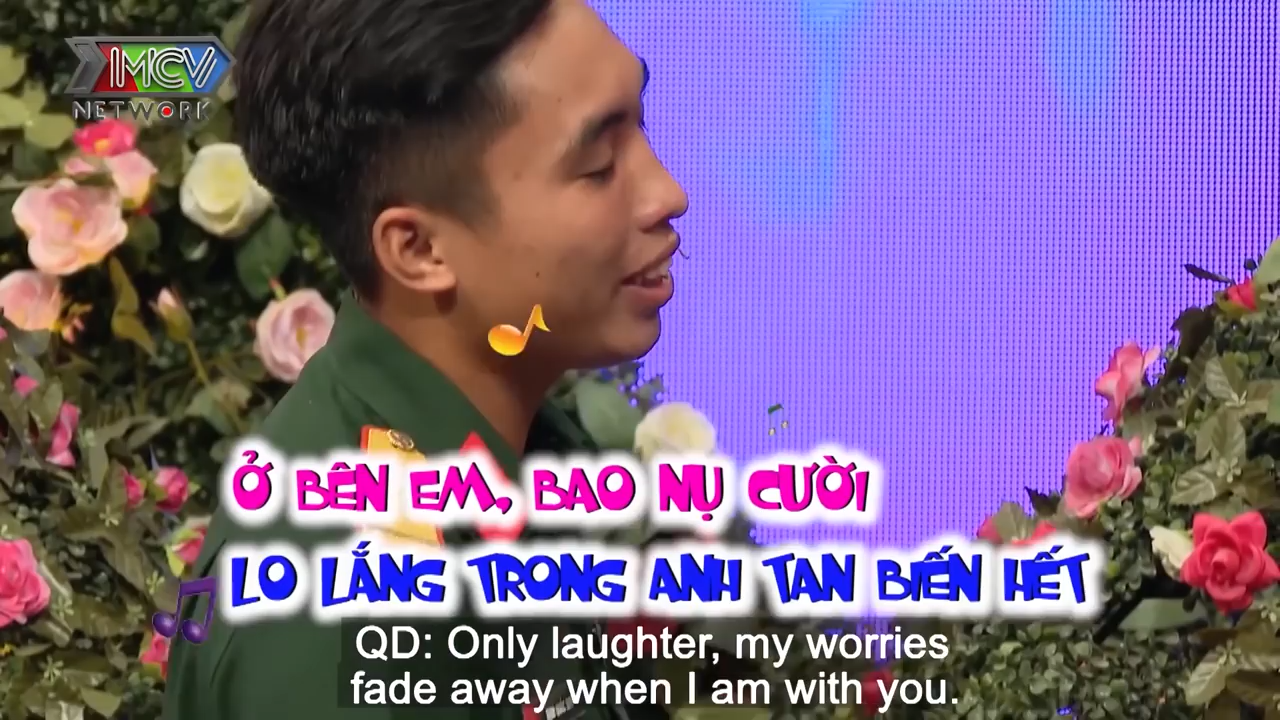 MCV
NETWORK
Ở BÊN EM, BAO NỤ CƯỜI
LO LẮNG TRONG ANH TAN BIẾN HẾT
QD: Only laughter, my worries
fade away when I am with you.